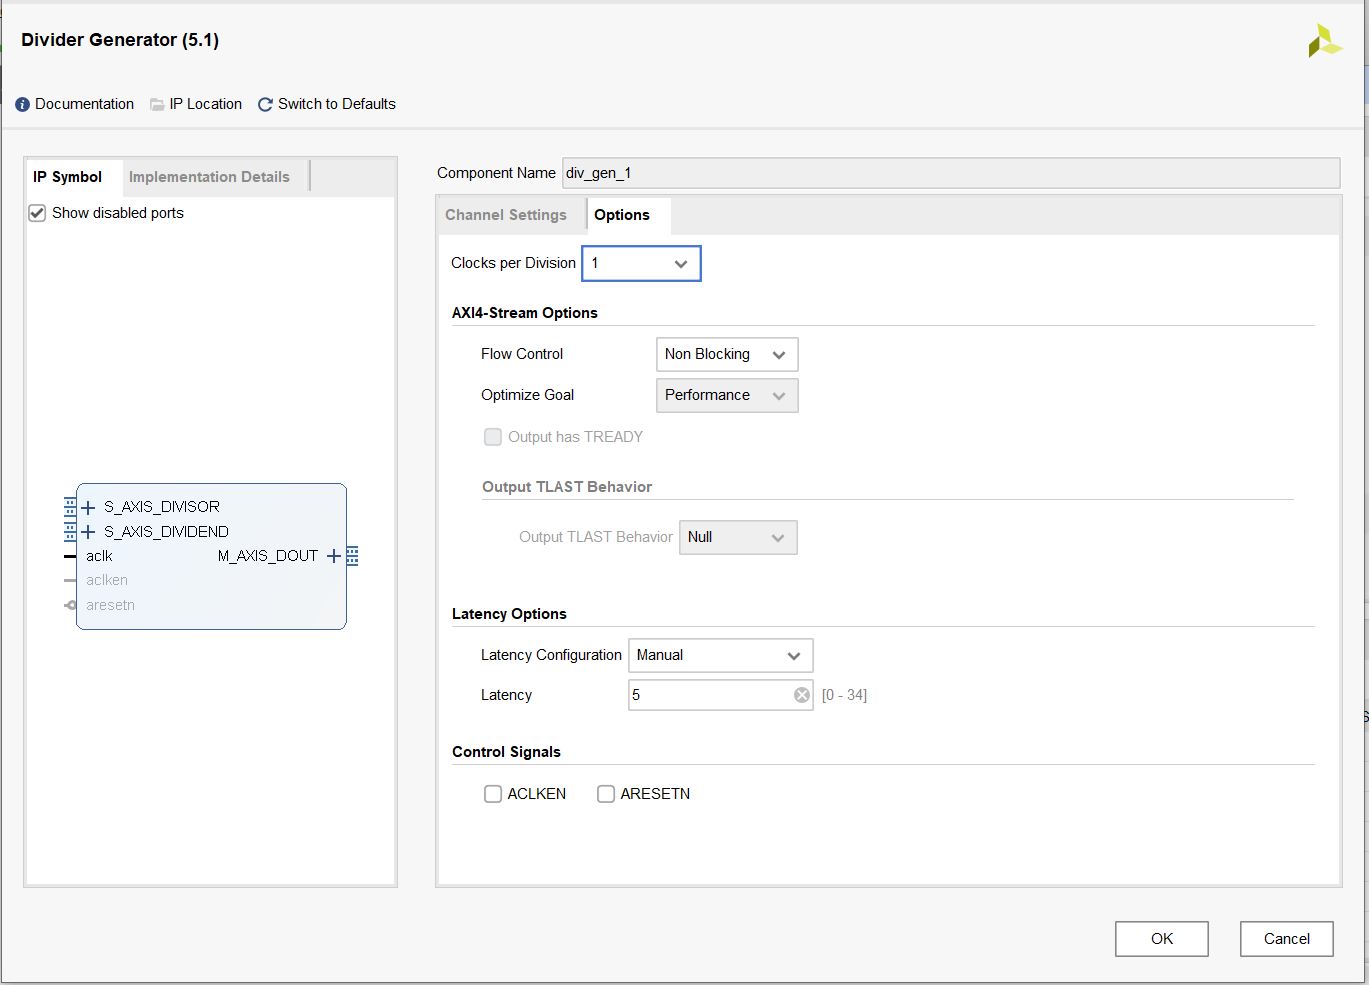 Divider Generator (5.1)
Documentation IP Location Switch to Defaults
IP Symbol Implementation Details
Show disabled ports
S_AXIS_DIVISOR
S_AXIS_DIVIDEND
aclk M_AXIS_DOUT
aclken
aresetn
Component Name div_gen_1
Channel Settings Options
Clocks per Division 1
AXI4-Stream Options
Flow Control Non Blocking
Optimize Goal Performance
Output has TREADY
Output TLAST Behavior
Output TLAST Behavior Null
Latency Options
Latency Configuration Manual
Latency 5 [0 - 34]
Control Signals
ACLKEN ARESETN
OK Cancel